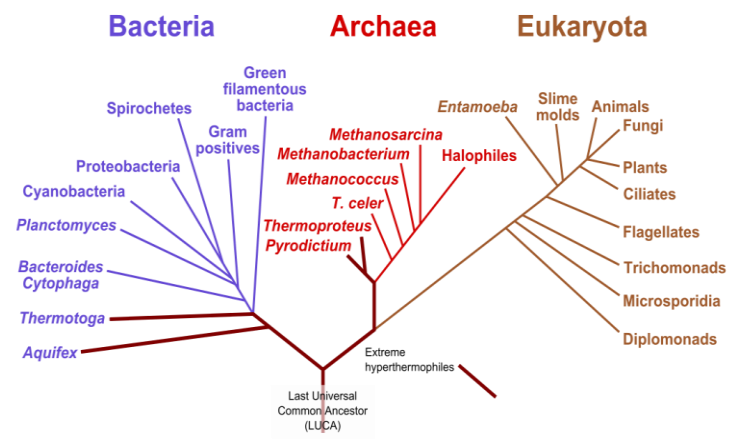 Bacteria
Archaea
Eukaryota
Green
filamentous
bacteria
Spirochetes
Gram
positives
Proteobacteria
Cyanobacteria
Planctomyces
Bacteroides
Cytophaga
Thermotoga
Aquifex
Methanosarcina
Methanobacterium
Halophiles
Methanococcus
T. celer
Thermoproteus
Pyrodictium
Entamoeba
Slime
molds
Animals
Fungi
Plants
Ciliates
Flagellates
Trichomonads
Microsporidia
Diplomonads
Extreme
hyperthermophiles
Last Universal
Common Ancestor
(LUCA)